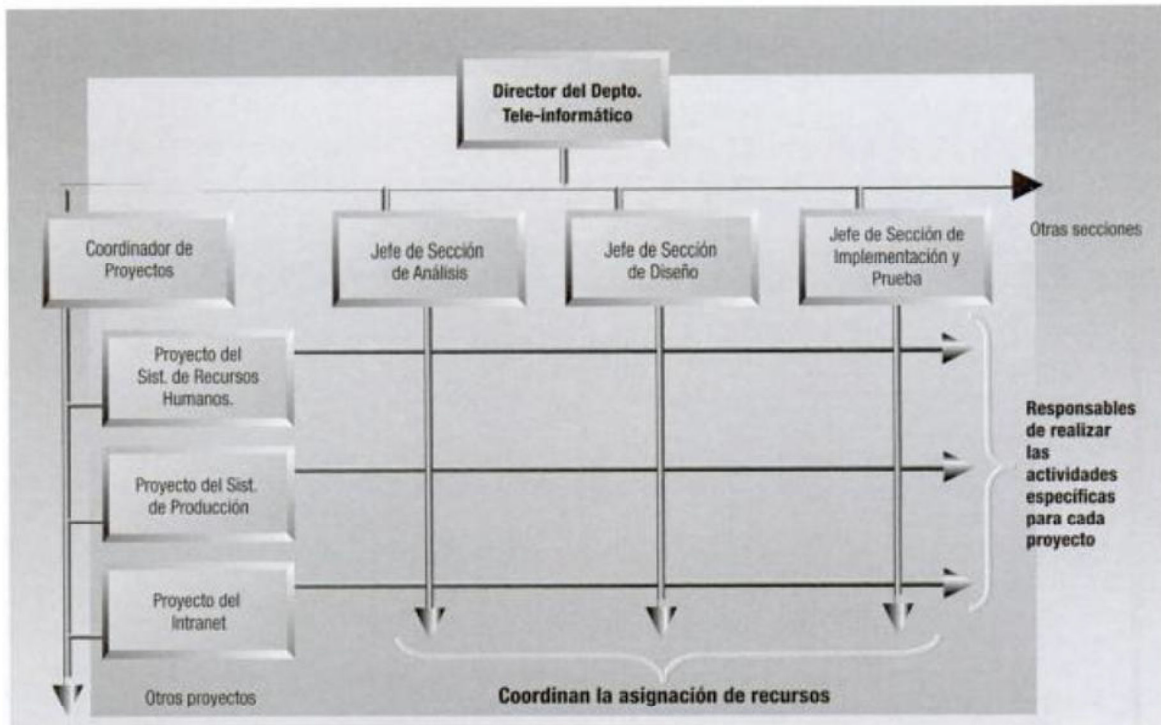 Director del Depto.
Tele-informático
Coordinador de
Proyectos
Jefe de Sección
de Análisis
Jefe de Sección
de Diseño
Jefe de Sección de
Implementación y
Prueba
Otras secciones
Proyecto del
Sist. de Recursos
Humanos.
Proyecto del Sist.
de Producción
Proyecto del
Intranet
Otros proyectos
Responsables
de realizar
las
actividades
específicas
para cada
proyecto
Coordinan la asignación de recursos